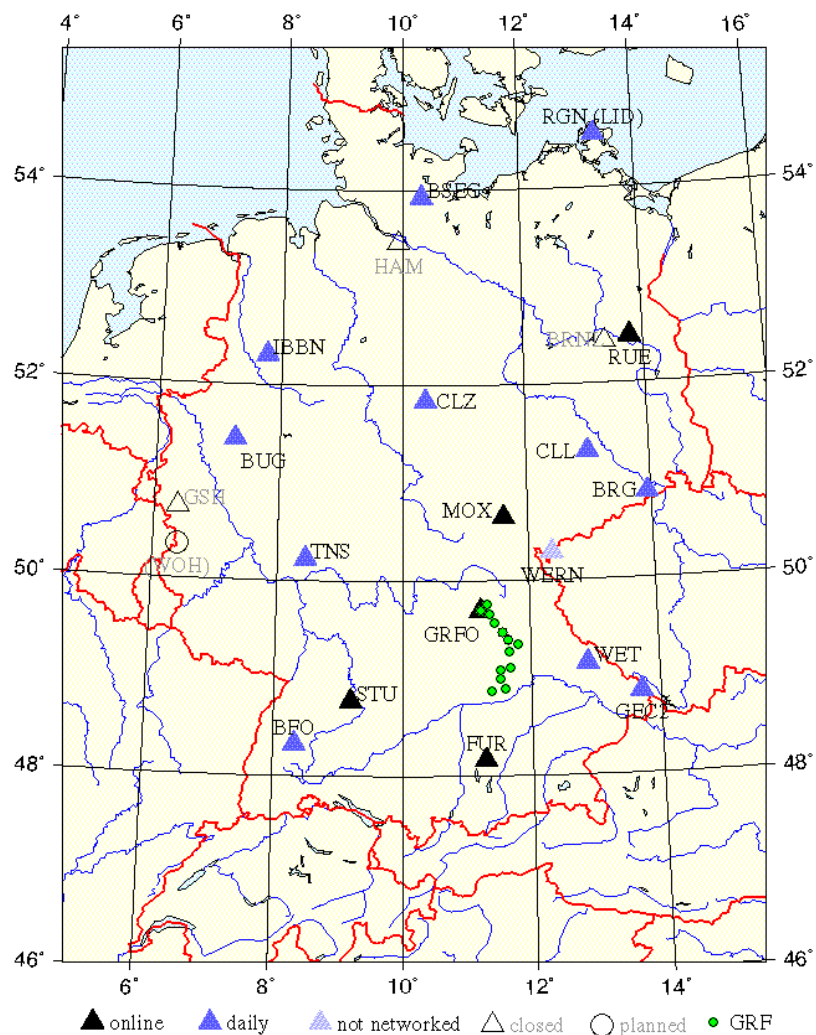 4° 6° 8° 10° 12° 14° 16°
RGN (LID)
54° 54°
BSEG
HAM
IBBN
BRN
RUE
52° 52°
CLZ
BUG
CLL
BRG
GSH
MOX
TNS
50° 50°
(WOH)
WERN
GRFO
WET
STU
GEC2
BFO
FUR
48° 48°
46° 46°
6° 8° 10° 12° 14°
online daily not networked closed planned GRF